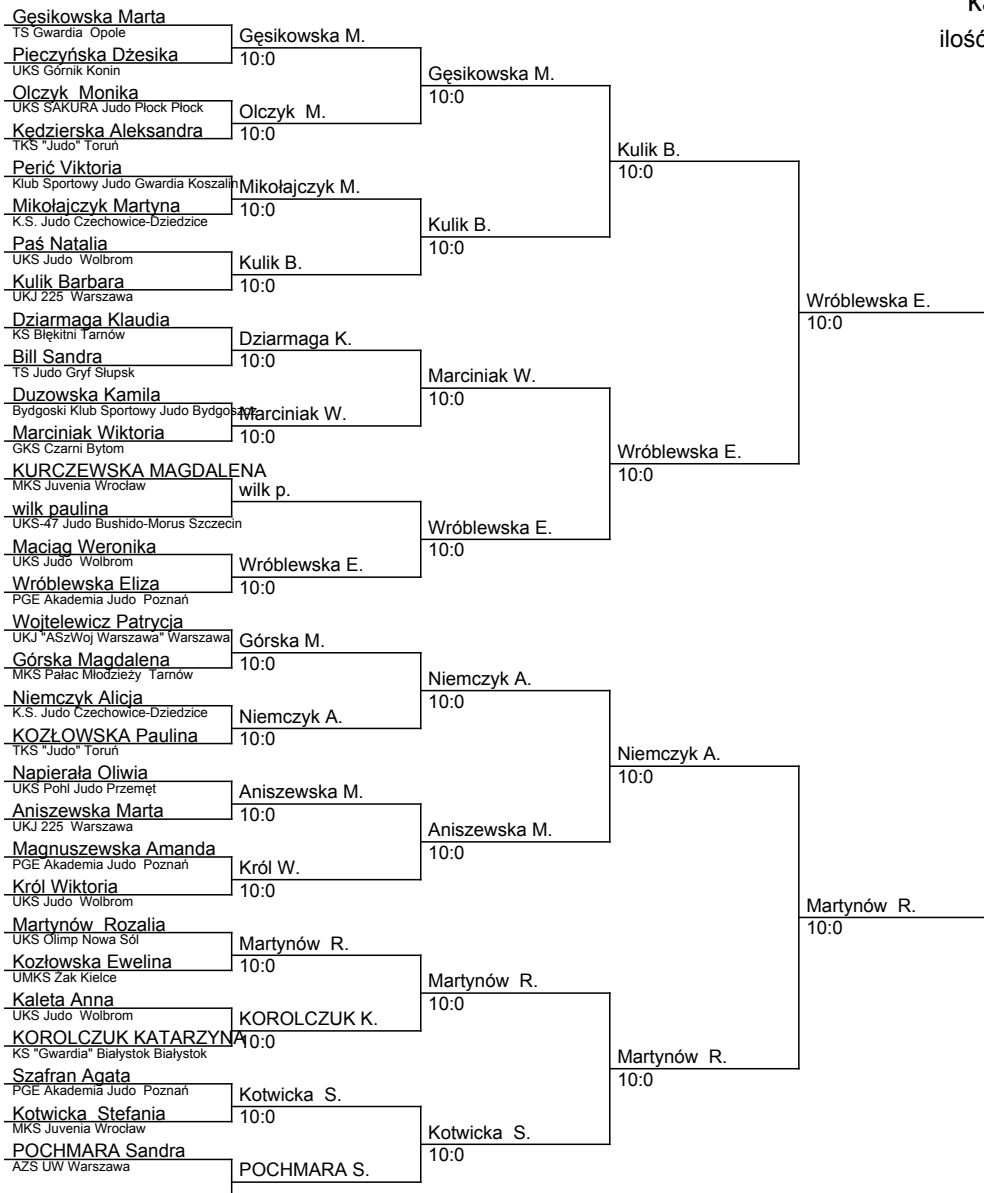 Gęsikowska Marta
TS Gwardia  Opole
Pieczyńska Dżesika
UKS Górnik Konin
Olczyk  Monika
UKS SAKURA Judo Płock Płock
Kędzierska Aleksandra
TKS "Judo" Toruń
Perić Viktoria
Klub Sportowy Judo Gwardia Koszalin
Mikołajczyk Martyna
K.S. Judo Czechowice-Dziedzice
Paś Natalia
UKS Judo  Wolbrom
Kulik Barbara
UKJ 225  Warszawa
Dziarmaga Klaudia
KS Błękitni Tarnów
Bill Sandra
TS Judo Gryf Słupsk
Duzowska Kamila
Bydgoski Klub Sportowy Judo Bydgoszcz
Marciniak Wiktoria
GKS Czarni Bytom
KURCZEWSKA MAGDALENA
MKS Juvenia Wrocław
wilk paulina
UKS-47 Judo Bushido-Morus Szczecin
Maciąg Weronika
UKS Judo  Wolbrom
Wróblewska Eliza
PGE Akademia Judo  Poznań
Wojtelewicz Patrycja
UKJ "ASzWoj Warszawa" Warszawa
Górska Magdalena
MKS Pałac Młodzieży  Tarnów
Niemczyk Alicja
K.S. Judo Czechowice-Dziedzice
KOZŁOWSKA Paulina
TKS "Judo" Toruń
Napierała Oliwia
UKS Pohl Judo Przemęt
Aniszewska Marta
UKJ 225  Warszawa
Magnuszewska Amanda
PGE Akademia Judo  Poznań
Król Wiktoria
UKS Judo  Wolbrom
Martynów  Rozalia
UKS Olimp Nowa Sól
Kozłowska Ewelina
UMKS Żak Kielce
Kaleta Anna
UKS Judo  Wolbrom
KOROLCZUK KATARZYNA
KS "Gwardia" Białystok Białystok
Szafran Agata
PGE Akademia Judo  Poznań
Kotwicka  Stefania
MKS Juvenia Wrocław
POCHMARA Sandra
AZS UW Warszawa
Gęsikowska M.
10:0
Olczyk  M.
10:0
Mikołajczyk M.
10:0
Kulik B.
10:0
Dziarmaga K.
10:0
Marciniak W.
10:0
wilk p.
Wróblewska E.
10:0
Górska M.
10:0
Niemczyk A.
10:0
Aniszewska M.
10:0
Król W.
10:0
Martynów  R.
10:0
KOROLCZUK K.
10:0
Kotwicka  S.
10:0
POCHMARA S.
Gęsikowska M.
10:0
Kulik B.
10:0
Marciniak W.
10:0
Wróblewska E.
10:0
Niemczyk A.
10:0
Aniszewska M.
10:0
Martynów  R.
10:0
Kotwicka  S.
10:0
Kulik B.
10:0
Wróblewska E.
10:0
Niemczyk A.
10:0
Martynów  R.
10:0
Wróblewska E.
10:0
Martynów  R.
10:0
ilość